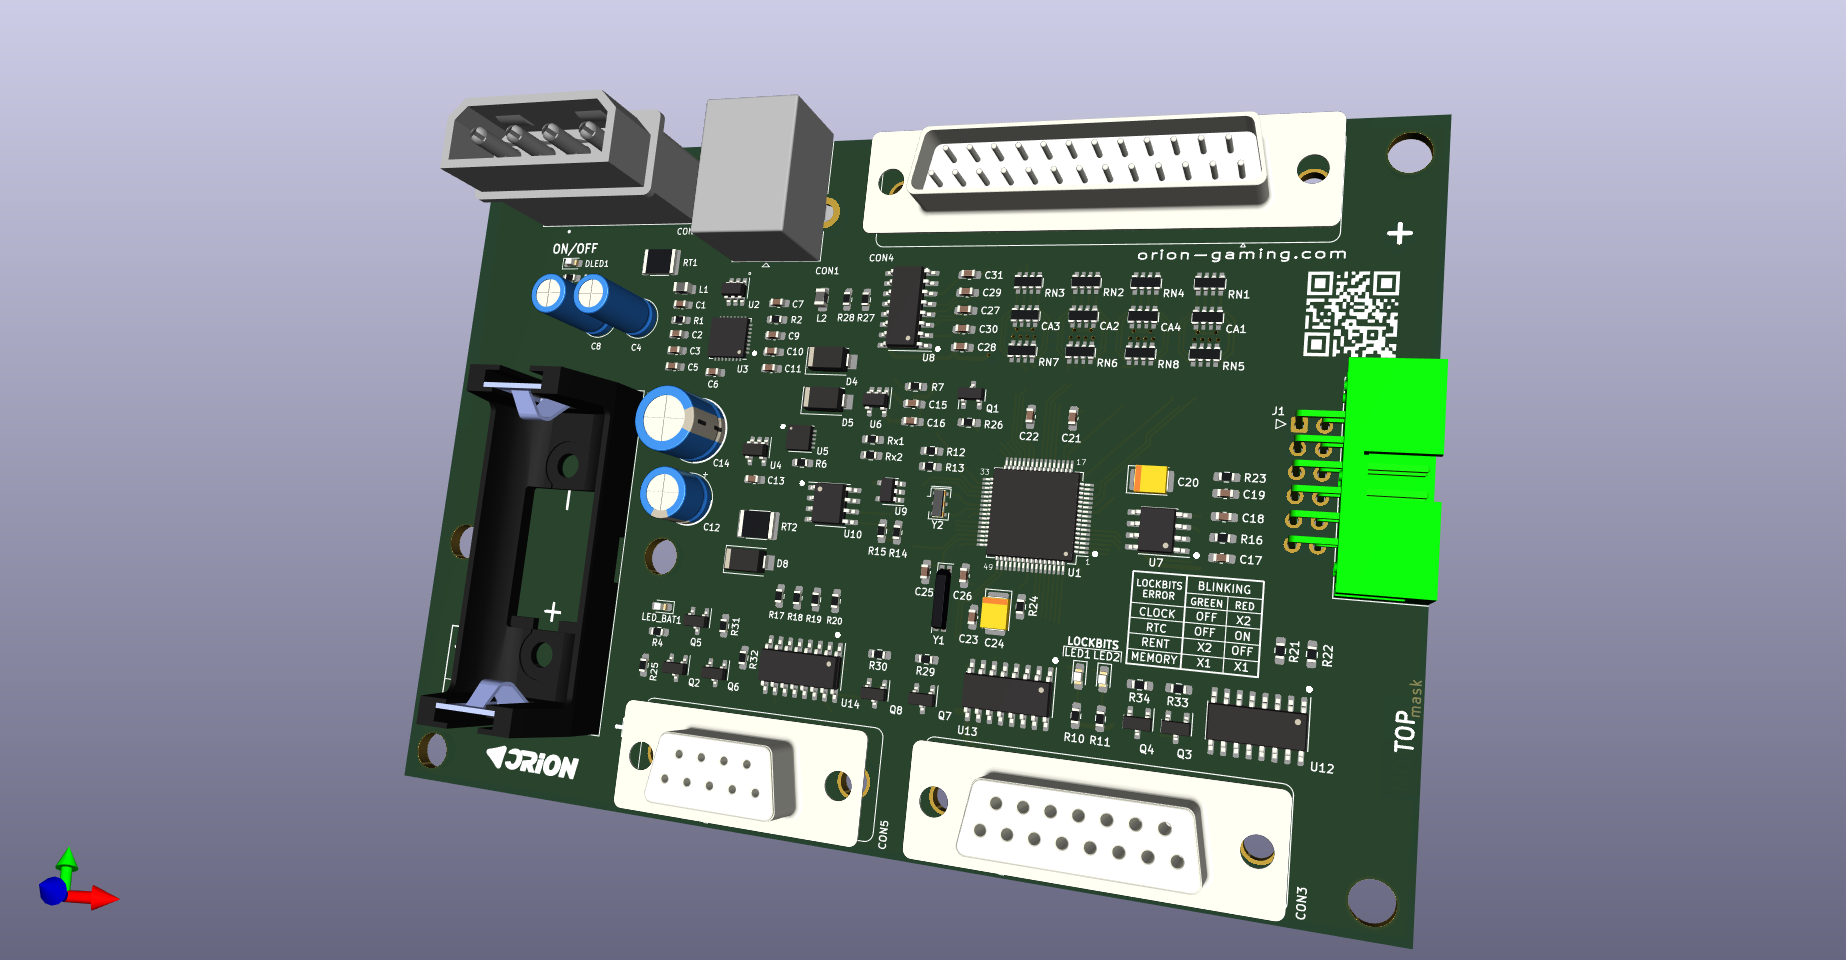 ON/OFF
DLED1
RT1
CON
CON1
CON4
orion-gaming.com
+
L1
C1
R1
C2
C3
C5
C6
U2
U3
C7
R2
C9
C10
C11
L2
R28
R27
U8
C31
C29
C27
C30
C28
RN3
RN2
RN4
RN1
CA3
CA2
CA4
CA1
RN7
RN6
RN8
RN5
C8
C4
D4
D5
U6
R7
C15
C16
Q1
R26
C22
C21
J1
C14
U4
U5
R6
C13
Rx1
Rx2
R12
R13
33
17
C20
R23
C19
C18
R16
C17
C12
RT2
U10
U9
Y2
R15
R14
D8
49
1
U1
U7
C25
C26
Y1
C23
C24
R24
R17
R18
R19
R20
LED_BAT1
R4
Q5
R31
R25
Q2
Q6
R32
U14
R30
R29
Q8
Q7
LOCKBITS
LED1
LED2
LOCKBITS ERROR BLINKING
GREEN RED
CLOCK OFF X2
RTC OFF ON
RENT X2 OFF
MEMORY X1 X1
R21
R22
U13
R10
R11
R34
R33
Q4
Q3
U12
TOP
mask
ORION
CON5
CON3